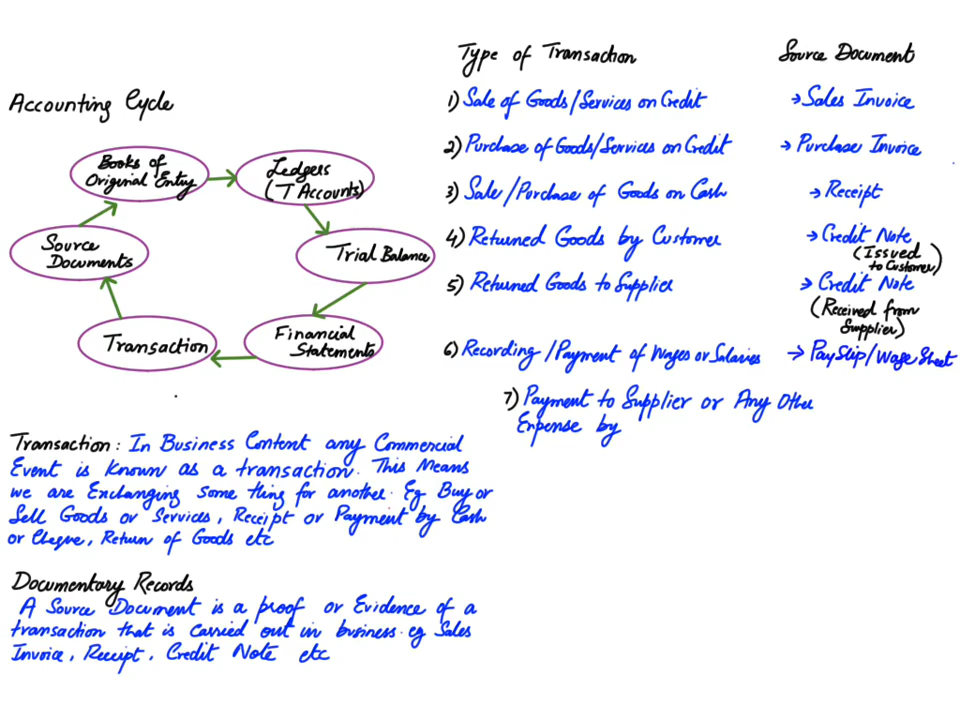 Accounting Cycle
Books of
Original Entry
Ledgers
(T Accounts)
Source
Documents
Trial Balance
Transaction
Financial
Statements
Transaction: In Business Content any Commercial
Event is known as a transaction. This Means
we are Exchanging Some thing for another. Eg Buy or
Sell Goods or Services, Receipt or Payment by Cash
or Cheque, Return of Goods etc
Documentary Records
A Source Document is a proof or Evidence of a
transaction that is carried out in business. eg Sales
Invoice, Receipt, Credit Note etc
Type of Transaction Source Document
1) Sale of Goods/Services on Credit → Sales Invoice
2) Purchase of Goods/Services on Credit → Purchase Invoice
3) Sale/Purchase of Goods on Cash → Receipt
4) Returned Goods by Customer → Credit Note
(Issued
to Customer)
5) Returned Goods to Supplier → Credit Note
(Received from
Supplier)
6) Recording/Payment of Wages or Salaries → PaySlip/Wage Sheet
7) Payment to Supplier or Any Other
Expense by